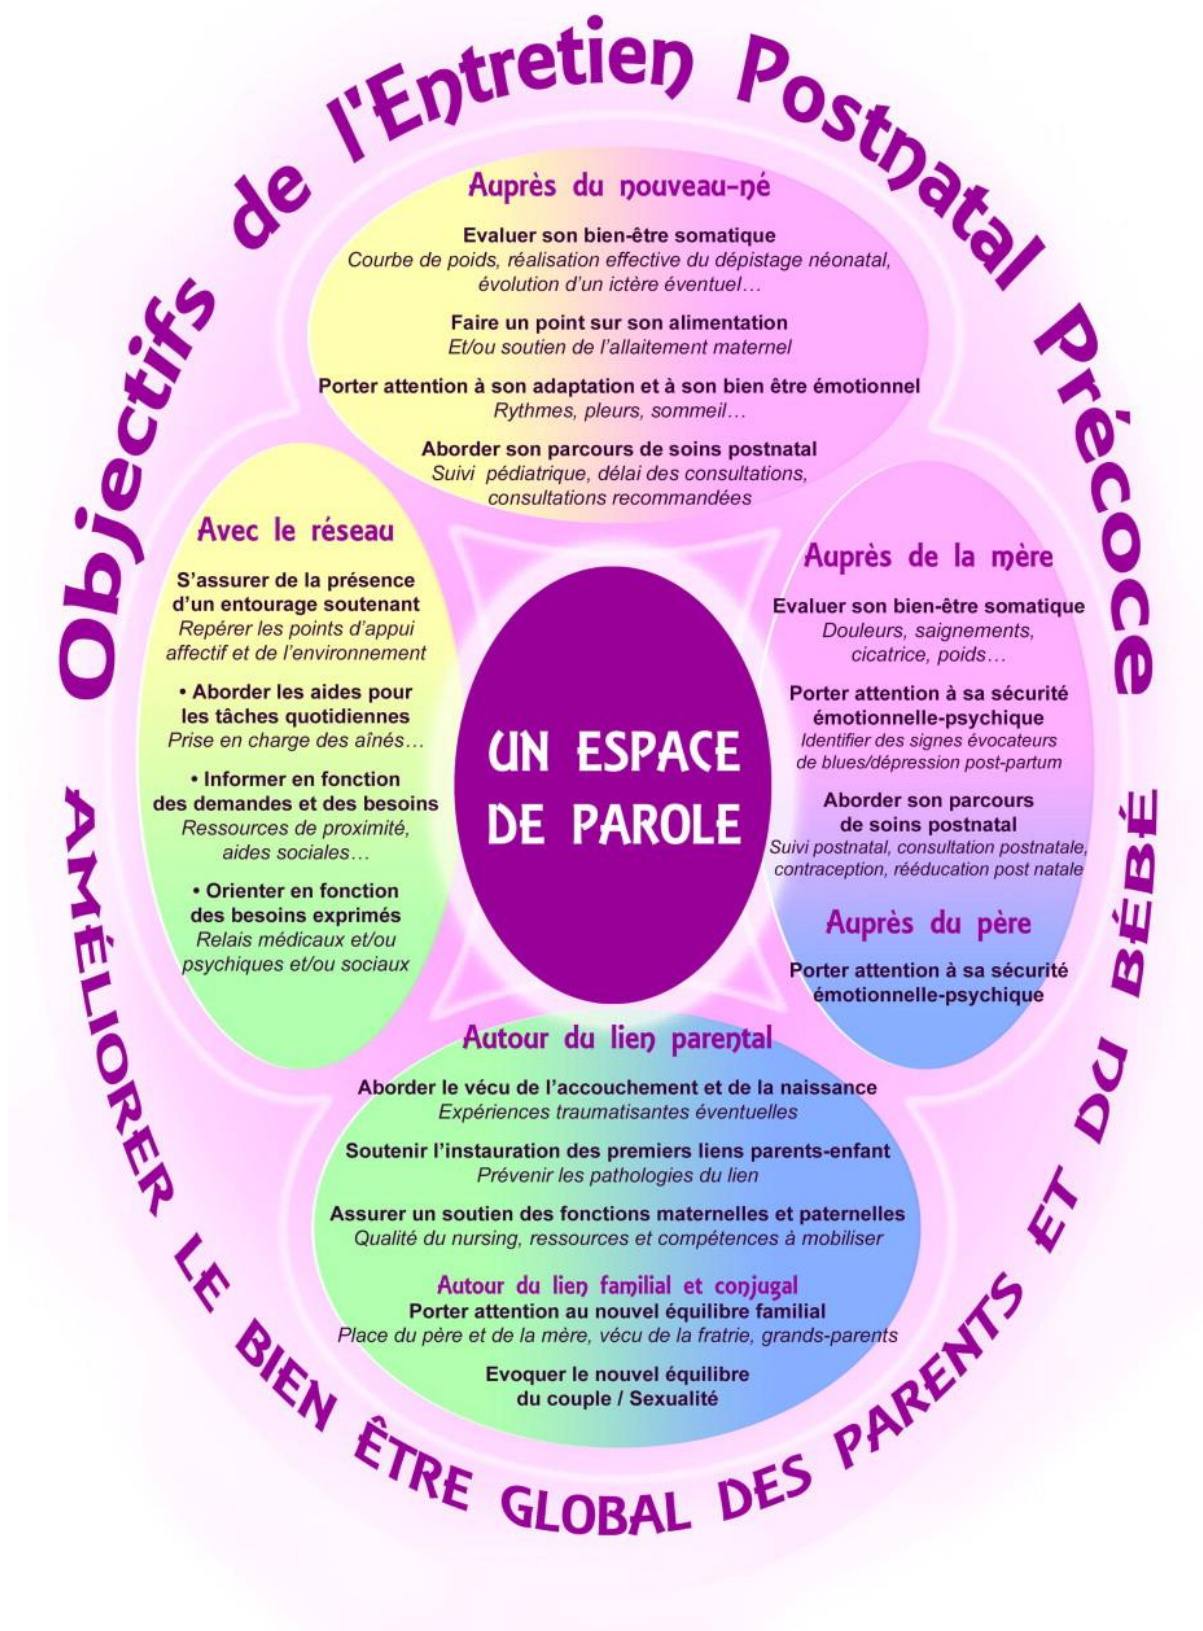 Objectifs de l'Entretien Postnatal Précoce
Auprès du nouveau-né
Evaluer son bien-être somatique
Courbe de poids, réalisation effective du dépistage néonatal,
évolution d'un ictère éventuel…
Faire un point sur son alimentation
Et/ou soutien de l'allaitement maternel
Porter attention à son adaptation et à son bien être émotionnel
Rythmes, pleurs, sommeil…
Aborder son parcours de soins postnatal
Suivi pédiatrique, délai des consultations,
consultations recommandées
Avec le réseau
S'assurer de la présence
d'un entourage soutenant
Repérer les points d'appui
affectif et de l'environnement
• Aborder les aides pour
les tâches quotidiennes
Prise en charge des aînés…
• Informer en fonction
des demandes et des besoins
Ressources de proximité,
aides sociales…
• Orienter en fonction
des besoins exprimés
Relais médicaux et/ou
psychiques et/ou sociaux
UN ESPACE
DE PAROLE
Auprès de la mère
Evaluer son bien-être somatique
Douleurs, saignements,
cicatrice, poids…
Porter attention à sa sécurité
émotionnelle-psychique
Identifier des signes évocateurs
de blues/dépression post-partum
Aborder son parcours
de soins postnatal
Suivi postnatal, consultation postnatale,
contraception, rééducation post natale
Auprès du père
Porter attention à sa sécurité
émotionnelle-psychique
Autour du lien parental
Aborder le vécu de l'accouchement et de la naissance
Expériences traumatisantes éventuelles
Soutenir l'instauration des premiers liens parents-enfant
Prévenir les pathologies du lien
Assurer un soutien des fonctions maternelles et paternelles
Qualité du nursing, ressources et compétences à mobiliser
Autour du lien familial et conjugal
Porter attention au nouvel équilibre familial
Place du père et de la mère, vécu de la fratrie, grands-parents
Evoquer le nouvel équilibre
du couple / Sexualité
AMÉLIORER LE BIEN ÊTRE GLOBAL DES PARENTS ET DU BÉBÉ